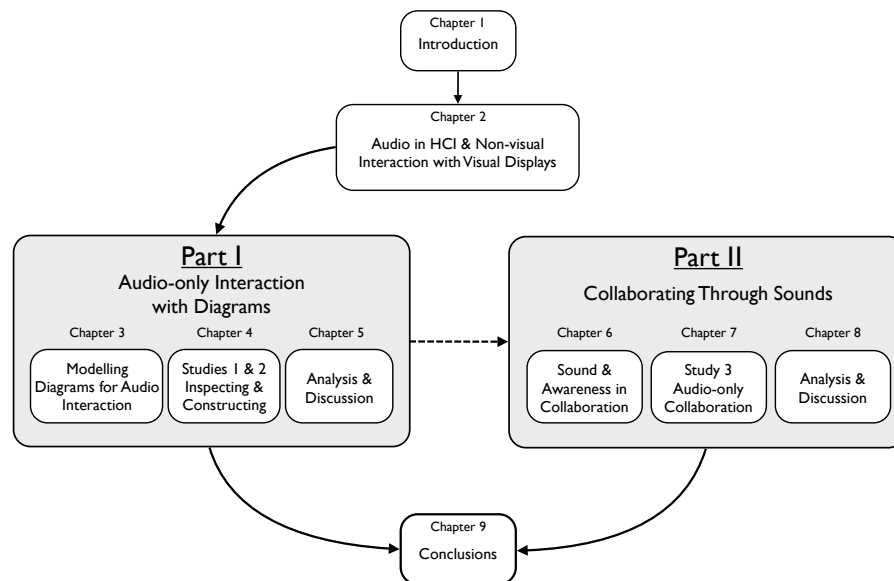 Chapter 1
Introduction
Chapter 2
Audio in HCI & Non-visual
Interaction with Visual Displays
Part I
Audio-only Interaction
with Diagrams
Chapter 3
Modelling
Diagrams for Audio
Interaction
Chapter 4
Studies 1 & 2
Inspecting &
Constructing
Chapter 5
Analysis &
Discussion
Part II
Collaborating Through Sounds
Chapter 6
Sound &
Awareness in
Collaboration
Chapter 7
Study 3
Audio-only
Collaboration
Chapter 8
Analysis &
Discussion
Chapter 9
Conclusions